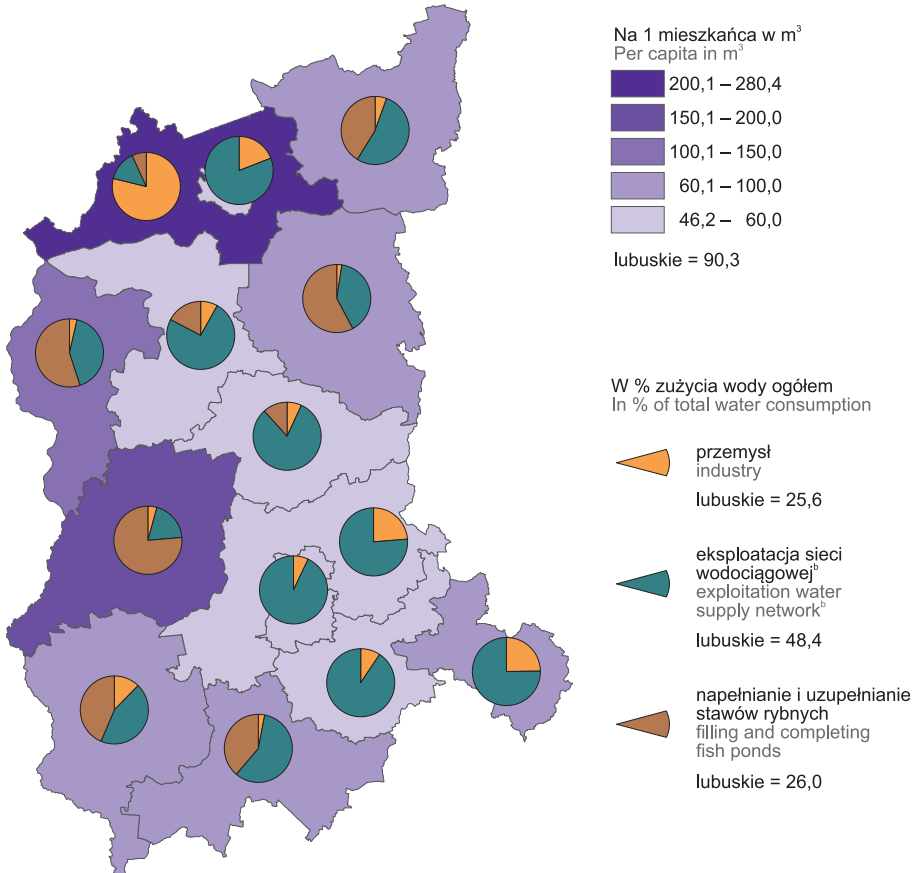 Na 1 mieszkańca w m³
Per capita in m³
200,1 – 280,4
150,1 – 200,0
100,1 – 150,0
60,1 – 100,0
46,2 – 60,0
lubuskie = 90,3
W % zużycia wody ogółem
In % of total water consumption
przemysł
industry
lubuskie = 25,6
eksploatacja sieci
wodociągowejᵇ
exploitation water
supply networkᵇ
lubuskie = 48,4
napełnianie i uzupełnianie
stawów rybnych
filling and completing
fish ponds
lubuskie = 26,0